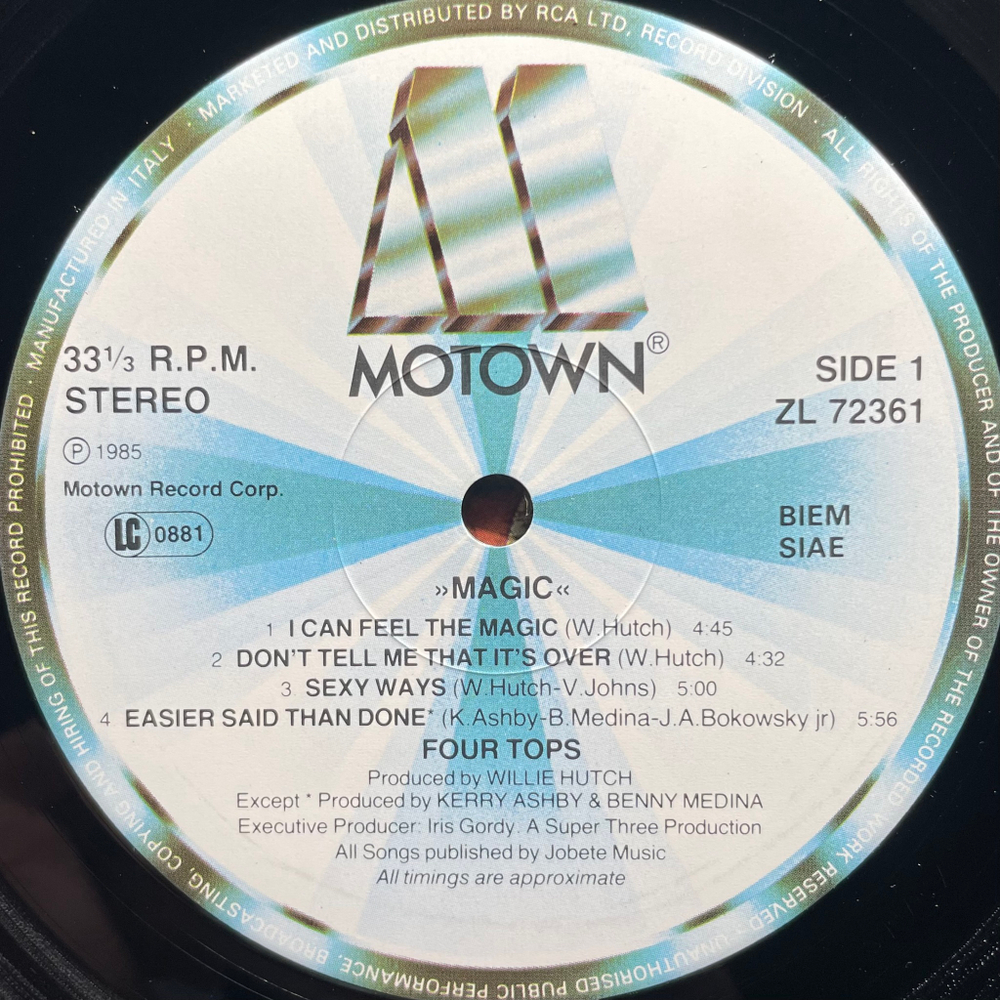 MANUFACTURED IN ITALY · MARKETED AND DISTRIBUTED BY RCA LTD, RECORD DIVISION · ALL RIGHTS OF THE PRODUCER AND OF THE OWNER OF THE RECORDED WORK RESERVED - UNAUTHORISED PUBLIC PERFORMANCE, BROADCASTING, COPYING AND HIRING OF THIS RECORD PROHIBITED ·
MOTOWN®
33 1/3 R.P.M.
STEREO
Ⓟ 1985
Motown Record Corp.
LC 0881
SIDE 1
ZL 72361
BIEM
SIAE
»MAGIC«
1 I CAN FEEL THE MAGIC (W.Hutch) 4:45
2 DON'T TELL ME THAT IT'S OVER (W.Hutch) 4:32
3 SEXY WAYS (W.Hutch-V.Johns) 5:00
4 EASIER SAID THAN DONE* (K.Ashby-B.Medina-J.A.Bokowsky jr) 5:56
FOUR TOPS
Produced by WILLIE HUTCH
Except * Produced by KERRY ASHBY & BENNY MEDINA
Executive Producer: Iris Gordy. A Super Three Production
All Songs published by Jobete Music
All timings are approximate